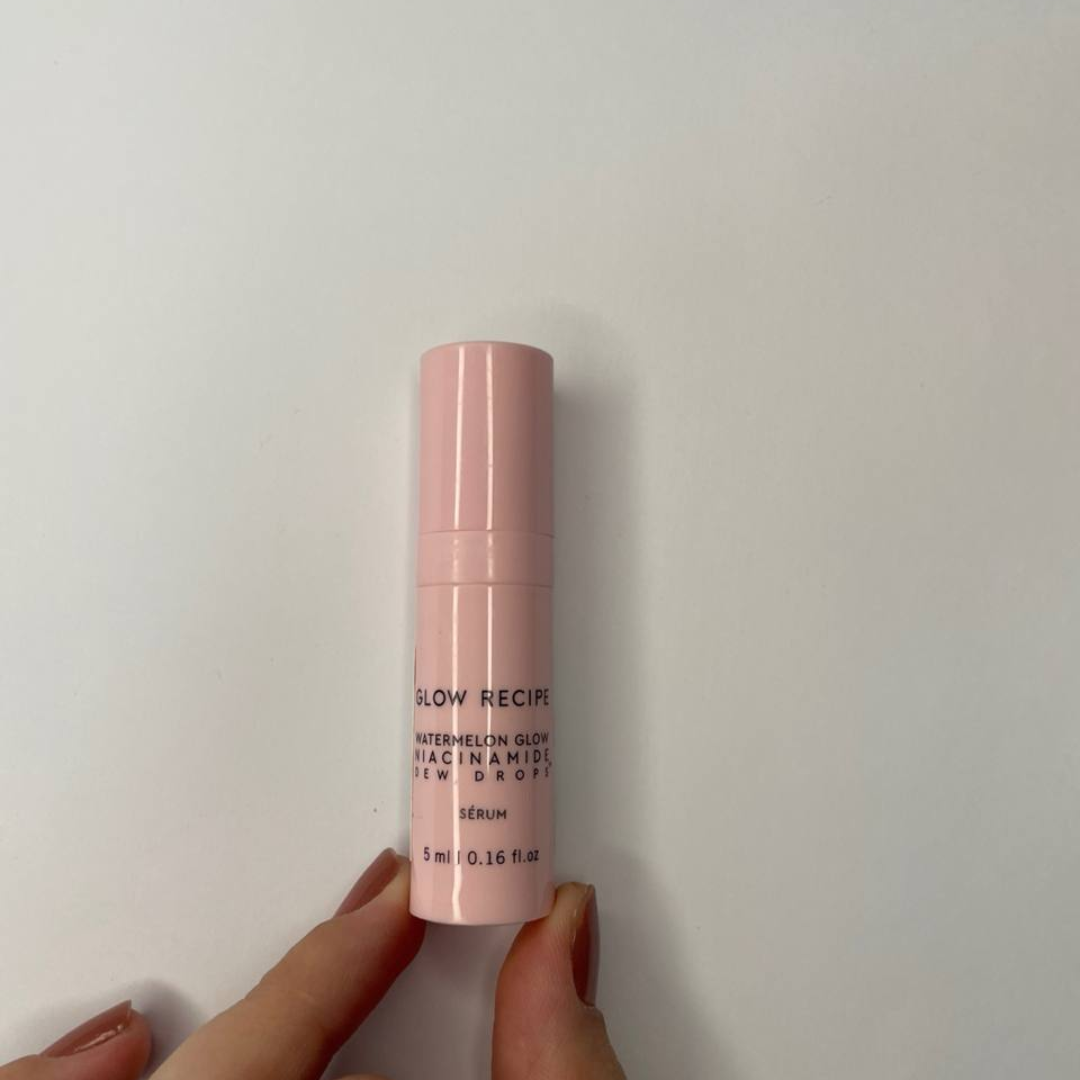 GLOW RECIPE
WATERMELON GLOW
NIACINAMIDE
DEW DROPS
SÉRUM
5 ml | 0.16 fl.oz